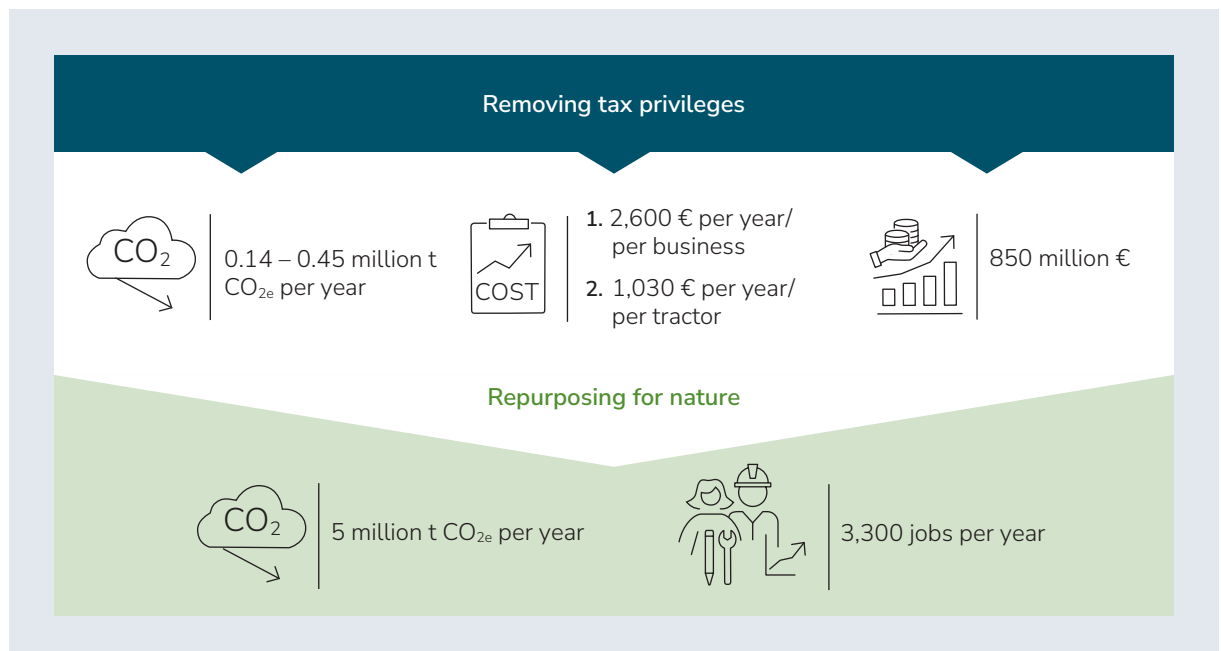 Removing tax privileges
CO₂
0.14 – 0.45 million t
CO₂ₑ per year
COST
1. 2,600 € per year/
per business
2. 1,030 € per year/
per tractor
850 million €
Repurposing for nature
CO₂
5 million t CO₂ₑ per year
3,300 jobs per year